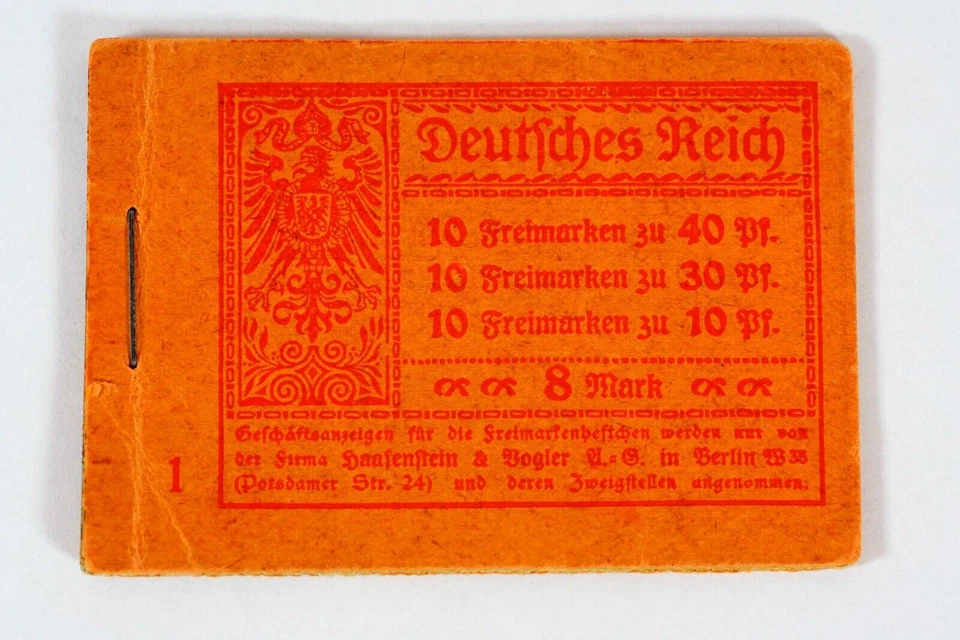 Deutsches Reich
10 Freimarken zu 40 Pf.
10 Freimarken zu 30 Pf.
10 Freimarken zu 10 Pf.
8 Mark
Geschäftsanzeigen für die Freimarkenheftchen werden nur von
der Firma Haasenstein & Vogler A.=G. in Berlin W 35
(Potsdamer Str. 24) und deren Zweigstellen angenommen.
1